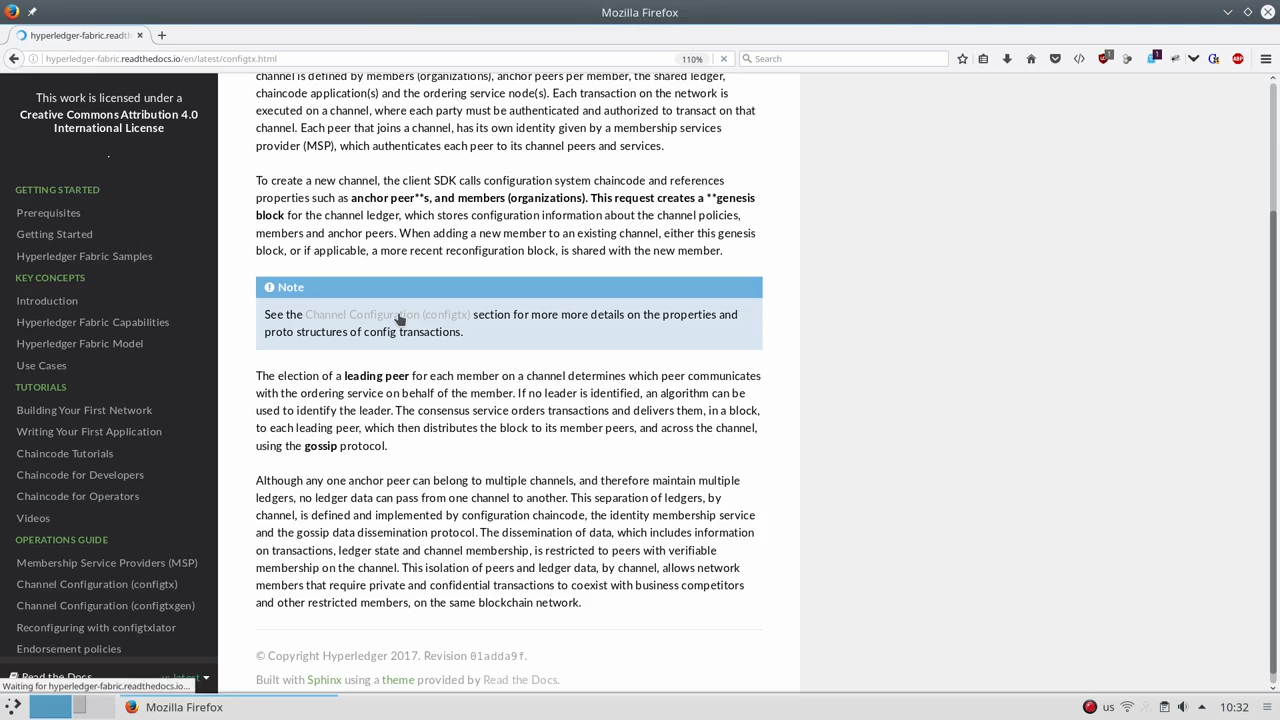 Mozilla Firefox
hyperledger-fabric.readth
hyperledger-fabric.readthedocs.io/en/latest/configtx.html
110%
Search
This work is licensed under a
Creative Commons Attribution 4.0
International License
.
GETTING STARTED
Prerequisites
Getting Started
Hyperledger Fabric Samples
KEY CONCEPTS
Introduction
Hyperledger Fabric Capabilities
Hyperledger Fabric Model
Use Cases
TUTORIALS
Building Your First Network
Writing Your First Application
Chaincode Tutorials
Chaincode for Developers
Chaincode for Operators
Videos
OPERATIONS GUIDE
Membership Service Providers (MSP)
Channel Configuration (configtx)
Channel Configuration (configtxgen)
Reconfiguring with configtxlator
Endorsement policies
Read the Docs
v: latest
Waiting for hyperledger-fabric.readthedocs.io...
channel is defined by members (organizations), anchor peers per member, the shared ledger,
chaincode application(s) and the ordering service node(s). Each transaction on the network is
executed on a channel, where each party must be authenticated and authorized to transact on that
channel. Each peer that joins a channel, has its own identity given by a membership services
provider (MSP), which authenticates each peer to its channel peers and services.
To create a new channel, the client SDK calls configuration system chaincode and references
properties such as anchor peer**s, and members (organizations). This request creates a **genesis
block for the channel ledger, which stores configuration information about the channel policies,
members and anchor peers. When adding a new member to an existing channel, either this genesis
block, or if applicable, a more recent reconfiguration block, is shared with the new member.
Note
See the Channel Configuration (configtx) section for more more details on the properties and
proto structures of config transactions.
The election of a leading peer for each member on a channel determines which peer communicates
with the ordering service on behalf of the member. If no leader is identified, an algorithm can be
used to identify the leader. The consensus service orders transactions and delivers them, in a block,
to each leading peer, which then distributes the block to its member peers, and across the channel,
using the gossip protocol.
Although any one anchor peer can belong to multiple channels, and therefore maintain multiple
ledgers, no ledger data can pass from one channel to another. This separation of ledgers, by
channel, is defined and implemented by configuration chaincode, the identity membership service
and the gossip data dissemination protocol. The dissemination of data, which includes information
on transactions, ledger state and channel membership, is restricted to peers with verifiable
membership on the channel. This isolation of peers and ledger data, by channel, allows network
members that require private and confidential transactions to coexist with business competitors
and other restricted members, on the same blockchain network.
© Copyright Hyperledger 2017. Revision 01adda9f.
Built with Sphinx using a theme provided by Read the Docs.
Mozilla Firefox
us
10:32